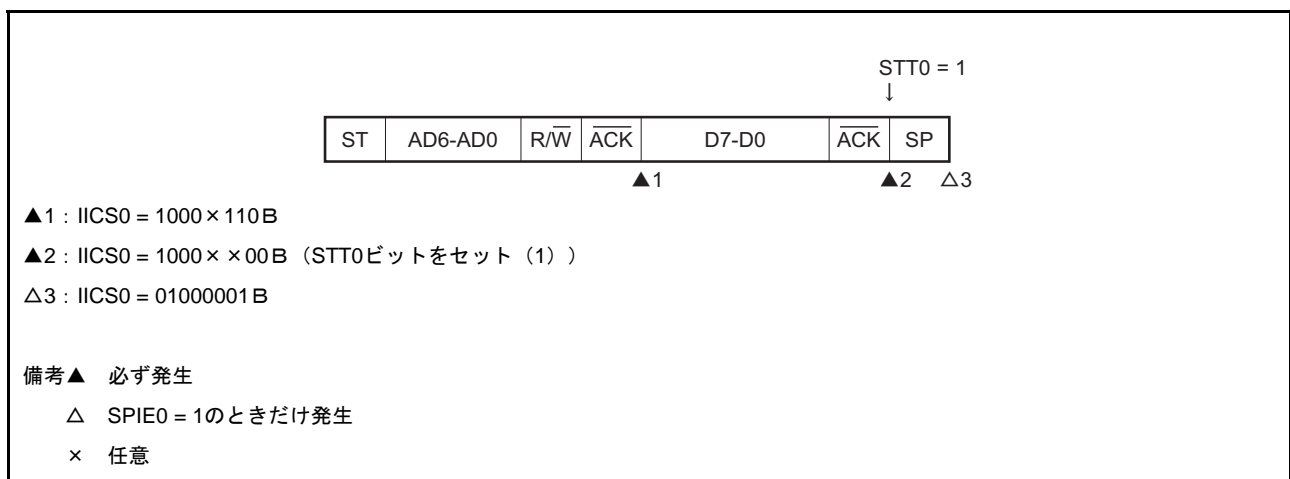 STT0 = 1
↓
ST AD6-AD0 R/W̅ A̅C̅K̅ D7-D0 A̅C̅K̅ SP
▲1 ▲2 △3
▲1：IICS0 = 1000×110B
▲2：IICS0 = 1000××00B（STT0ビットをセット（1））
△3：IICS0 = 01000001B
備考▲ 必ず発生
△ SPIE0 = 1のときだけ発生
× 任意